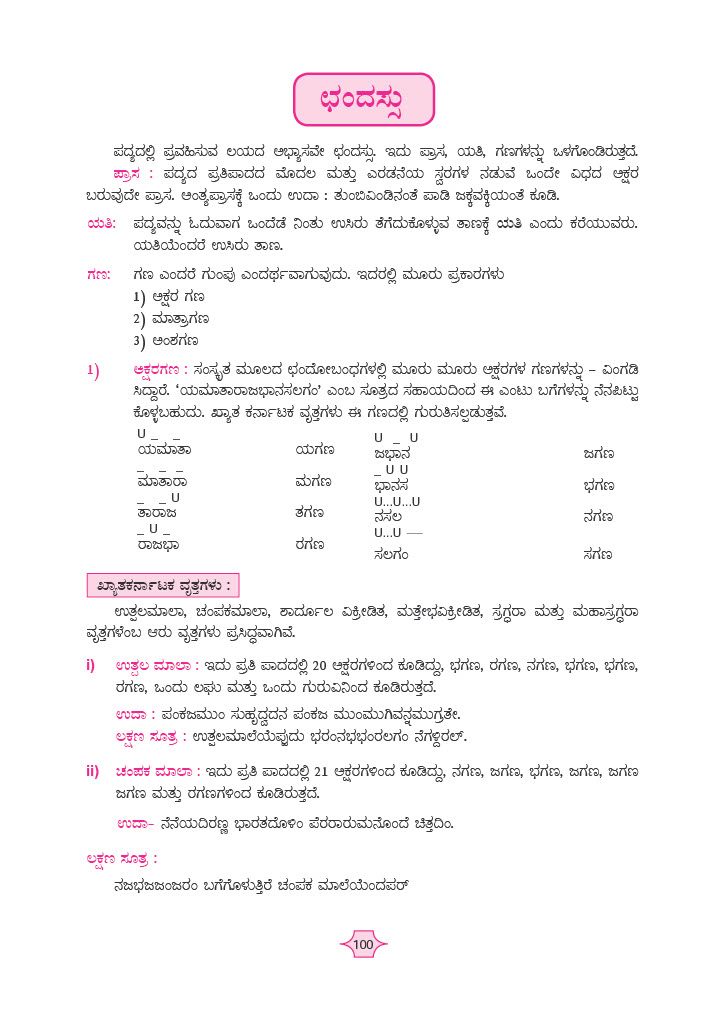 ಛಂದಸ್ಸು
ಪದ್ಯದಲ್ಲಿ ಪ್ರವಹಿಸುವ ಲಯದ ಅಭ್ಯಾಸವೇ ಛಂದಸ್ಸು. ಇದು ಪ್ರಾಸ, ಯತಿ, ಗಣಗಳನ್ನು ಒಳಗೊಂಡಿರುತ್ತದೆ.
ಪ್ರಾಸ : ಪದ್ಯದ ಪ್ರತಿಪಾದದ ಮೊದಲ ಮತ್ತು ಎರಡನೆಯ ಸ್ವರಗಳ ನಡುವೆ ಒಂದೇ ವಿಧದ ಅಕ್ಷರ
ಬರುವುದೇ ಪ್ರಾಸ. ಅಂತ್ಯಪ್ರಾಸಕ್ಕೆ ಒಂದು ಉದಾ : ತುಂಬಿವಿಂಡಿನಂತೆ ಪಾಡಿ ಜಕ್ಕವಕ್ಕಿಯಂತೆ ಕೂಡಿ.
ಯತಿ: ಪದ್ಯವನ್ನು ಓದುವಾಗ ಒಂದೆಡೆ ನಿಂತು ಉಸಿರು ತೆಗೆದುಕೊಳ್ಳುವ ತಾಣಕ್ಕೆ ಯತಿ ಎಂದು ಕರೆಯುವರು.
ಯತಿಯೆಂದರೆ ಉಸಿರು ತಾಣ.
ಗಣ: ಗಣ ಎಂದರೆ ಗುಂಪು ಎಂದರ್ಥವಾಗುವುದು. ಇದರಲ್ಲಿ ಮೂರು ಪ್ರಕಾರಗಳು
1) ಅಕ್ಷರ ಗಣ
2) ಮಾತ್ರಾಗಣ
3) ಅಂಶಗಣ
1) ಅಕ್ಷರಗಣ : ಸಂಸ್ಕೃತ ಮೂಲದ ಛಂದೋಬಂಧಗಳಲ್ಲಿ ಮೂರು ಮೂರು ಅಕ್ಷರಗಳ ಗಣಗಳನ್ನು – ವಿಂಗಡಿ
ಸಿದ್ದಾರೆ. ‘ಯಮಾತಾರಾಜಭಾನಸಲಗಂ’ ಎಂಬ ಸೂತ್ರದ ಸಹಾಯದಿಂದ ಈ ಎಂಟು ಬಗೆಗಳನ್ನು ನೆನಪಿಟ್ಟು
ಕೊಳ್ಳಬಹುದು. ಖ್ಯಾತ ಕರ್ನಾಟಕ ವೃತ್ತಗಳು ಈ ಗಣದಲ್ಲಿ ಗುರುತಿಸಲ್ಪಡುತ್ತವೆ.
U _ _
ಯಮಾತಾ ಯಗಣ
_ _ _
ಮಾತಾರಾ ಮಗಣ
_ _ U
ತಾರಾಜ ತಗಣ
_ U _
ರಾಜಭಾ ರಗಣ
U _ U
ಜಭಾನ ಜಗಣ
_ U U
ಭಾನಸ ಭಗಣ
U...U...U
ನಸಲ ನಗಣ
U...U —
ಸಲಗಂ ಸಗಣ
ಖ್ಯಾತಕರ್ನಾಟಕ ವೃತ್ತಗಳು :
ಉತ್ಪಲಮಾಲಾ, ಚಂಪಕಮಾಲಾ, ಶಾರ್ದೂಲ ವಿಕ್ರೀಡಿತ, ಮತ್ತೇಭವಿಕ್ರೀಡಿತ, ಸ್ರಗ್ಧರಾ ಮತ್ತು ಮಹಾಸ್ರಗ್ಧರಾ
ವೃತ್ತಗಳೆಂಬ ಆರು ವೃತ್ತಗಳು ಪ್ರಸಿದ್ಧವಾಗಿವೆ.
i) ಉತ್ಪಲ ಮಾಲಾ : ಇದು ಪ್ರತಿ ಪಾದದಲ್ಲಿ 20 ಅಕ್ಷರಗಳಿಂದ ಕೂಡಿದ್ದು, ಭಗಣ, ರಗಣ, ನಗಣ, ಭಗಣ, ಭಗಣ,
ರಗಣ, ಒಂದು ಲಘು ಮತ್ತು ಒಂದು ಗುರುವಿನಿಂದ ಕೂಡಿರುತ್ತದೆ.
ಉದಾ : ಪಂಕಜಮುಂ ಸುಹೃದ್ವದನ ಪಂಕಜ ಮುಂಮುಗಿವನ್ನಮುಗ್ರತೇ.
ಲಕ್ಷಣ ಸೂತ್ರ : ಉತ್ಪಲಮಾಲೆಯೆಪ್ಪುದು ಭರಂನಭಭಂರಲಗಂ ನೆಗಳ್ದಿರಲ್.
ii) ಚಂಪಕ ಮಾಲಾ : ಇದು ಪ್ರತಿ ಪಾದದಲ್ಲಿ 21 ಅಕ್ಷರಗಳಿಂದ ಕೂಡಿದ್ದು, ನಗಣ, ಜಗಣ, ಭಗಣ, ಜಗಣ, ಜಗಣ
ಜಗಣ ಮತ್ತು ರಗಣಗಳಿಂದ ಕೂಡಿರುತ್ತದೆ.
ಉದಾ– ನೆನೆಯದಿರಣ್ಣ ಭಾರತದೊಳಿಂ ಪೆರರಾರುಮನೊಂದೆ ಚಿತ್ತದಿಂ.
ಲಕ್ಷಣ ಸೂತ್ರ :
ನಜಭಜಜಂಜರಂ ಬಗೆಗೊಳುತ್ತಿರೆ ಚಂಪಕ ಮಾಲೆಯೆಂದಪರ್
100